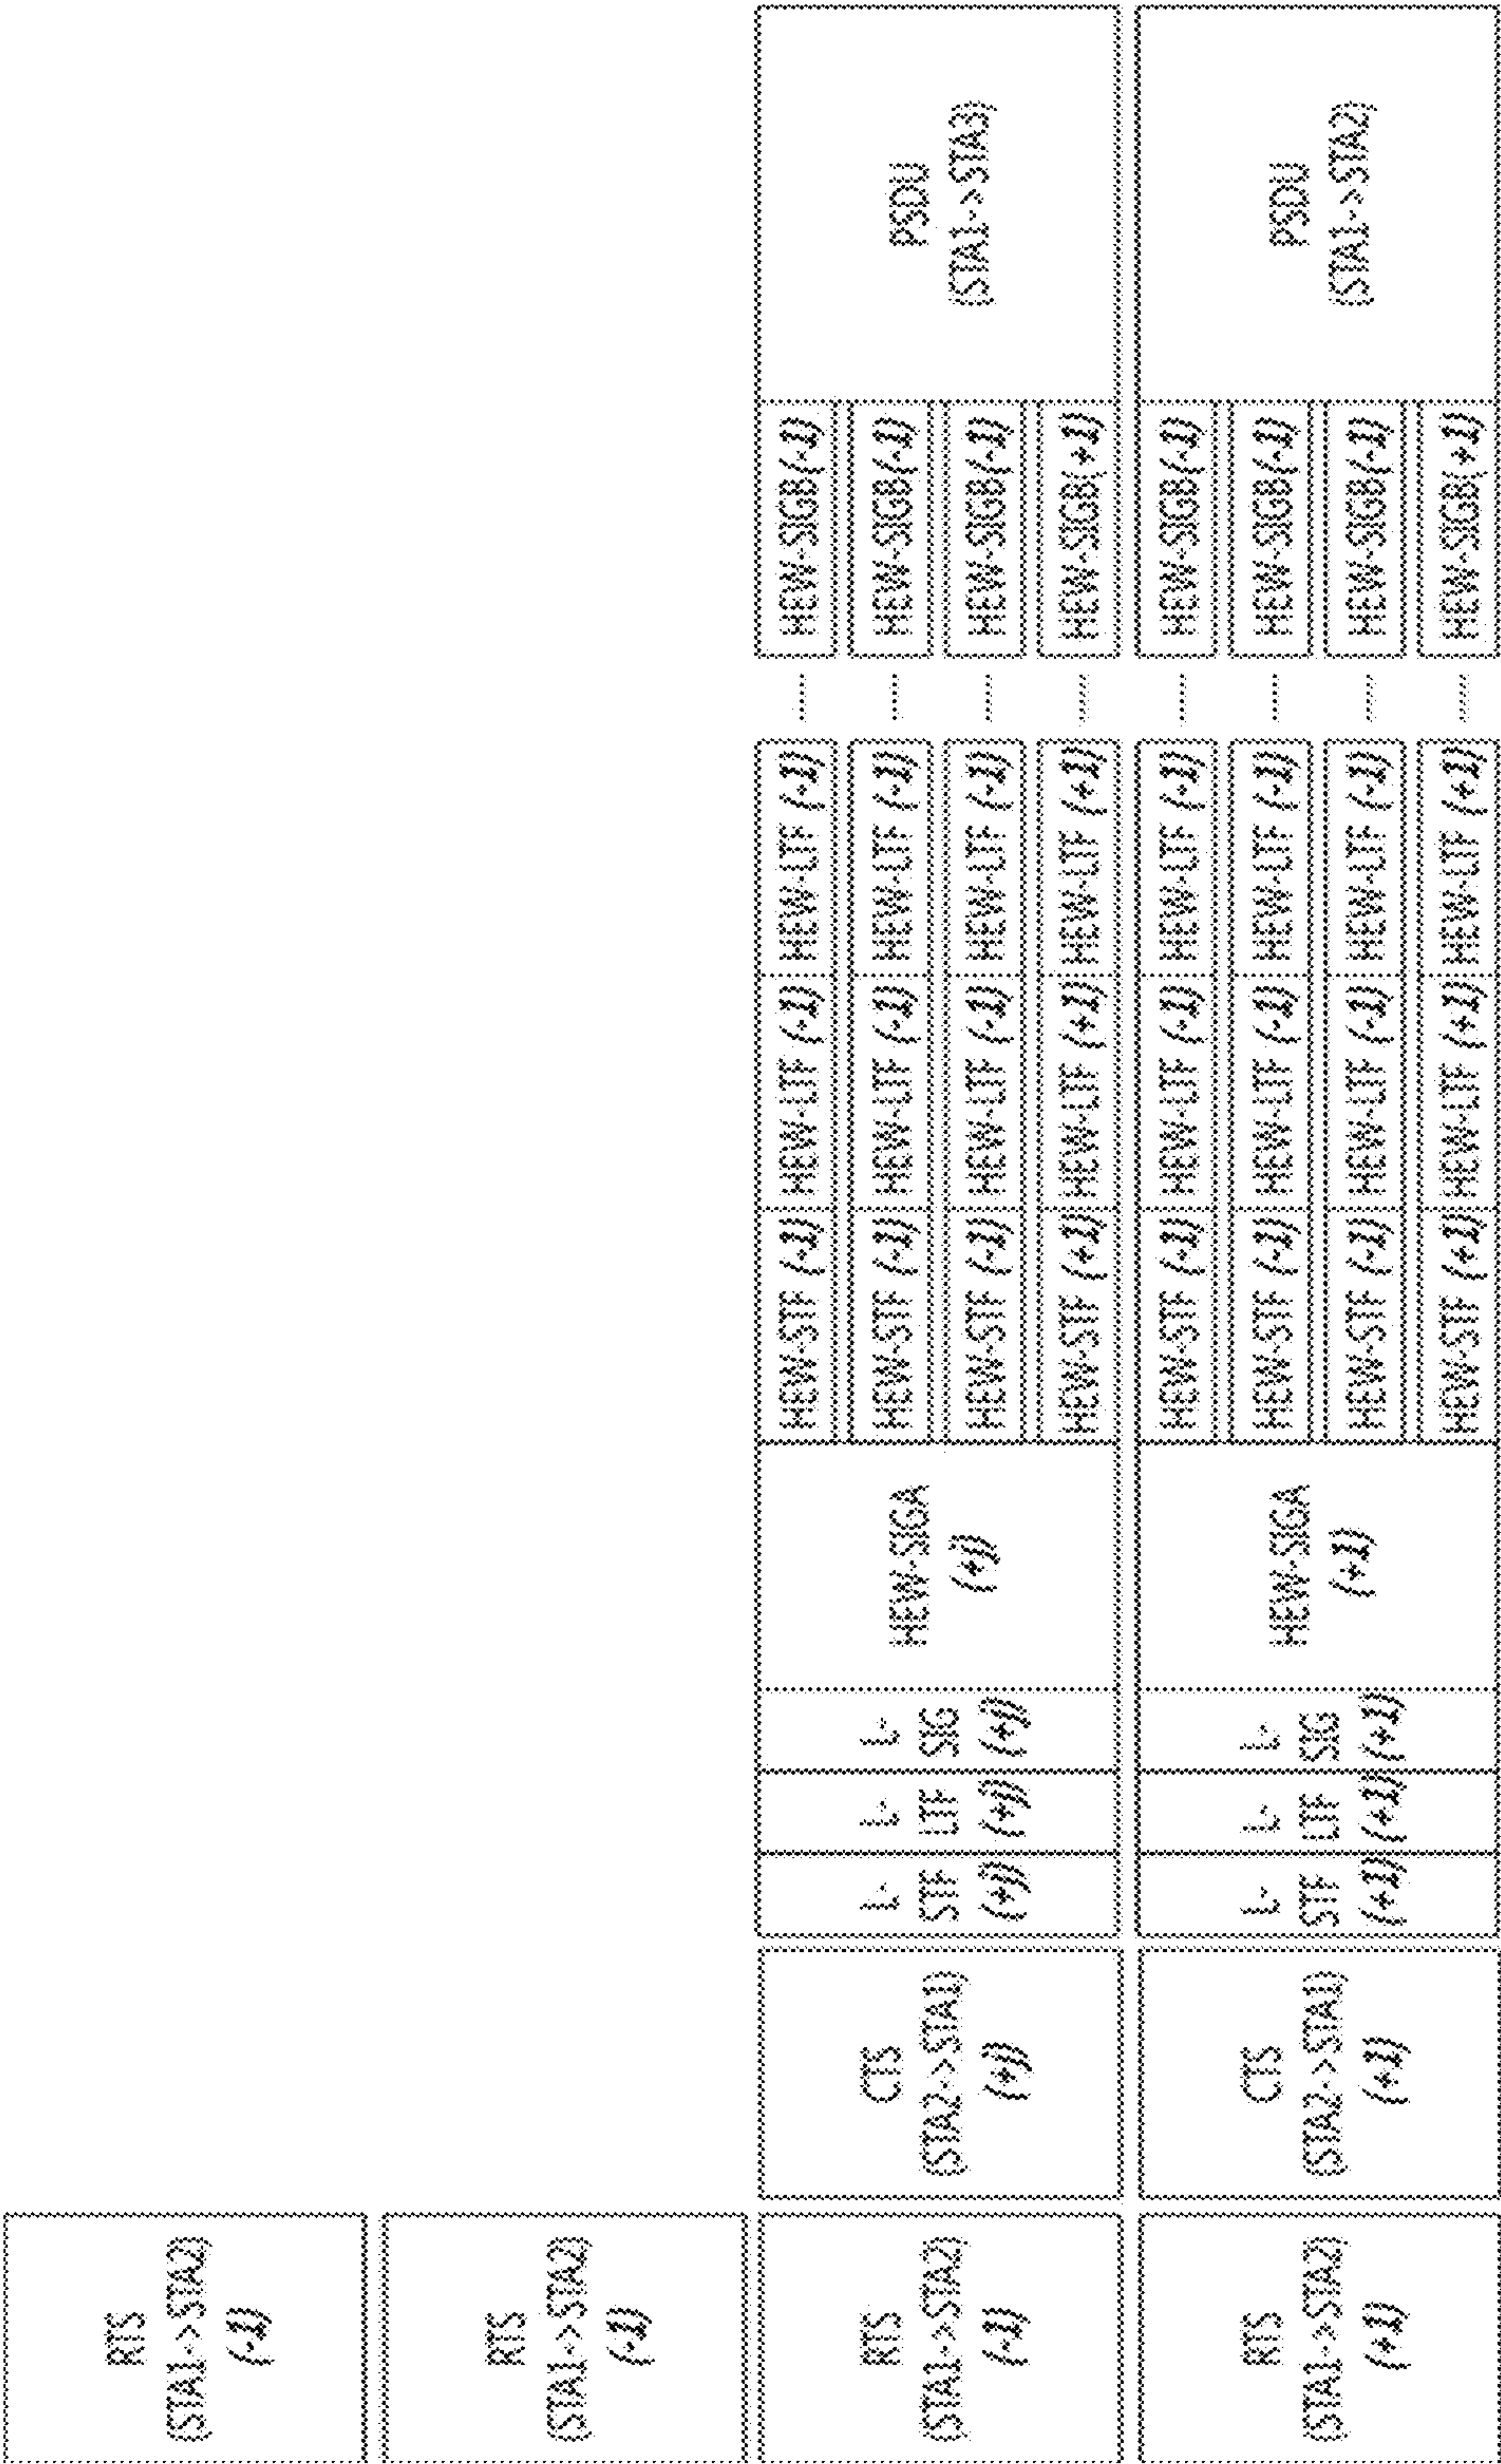 RTS
(STA1->STA2)
(-1)
RTS
(STA1->STA2)
(-1)
RTS
(STA1->STA2)
(-1)
CTS
(STA2->STA1)
(+j)
L-
STF
(+j)
L-
LTF
(+j)
L-
SIG
(+j)
HEW-SIGA
(+j)
HEW-STF (-1) HEW-LTF (-1) HEW-LTF (-1) ...... HEW-SIGB(-1)
HEW-STF (-1) HEW-LTF (-1) HEW-LTF (-1) ...... HEW-SIGB(-1)
HEW-STF (-1) HEW-LTF (-1) HEW-LTF (-1) ...... HEW-SIGB(-1)
HEW-STF (+1) HEW-LTF (+1) HEW-LTF (+1) ...... HEW-SIGB(+1)
PSDU
(STA1->STA3)
RTS
(STA1->STA2)
(+1)
CTS
(STA2->STA1)
(+1)
L-
STF
(+1)
L-
LTF
(+1)
L-
SIG
(+1)
HEW-SIGA
(+1)
HEW-STF (-1) HEW-LTF (-1) HEW-LTF (-1) ...... HEW-SIGB(-1)
HEW-STF (-1) HEW-LTF (-1) HEW-LTF (-1) ...... HEW-SIGB(-1)
HEW-STF (-1) HEW-LTF (-1) HEW-LTF (-1) ...... HEW-SIGB(-1)
HEW-STF (+1) HEW-LTF (+1) HEW-LTF (+1) ...... HEW-SIGB(+1)
PSDU
(STA1->STA2)